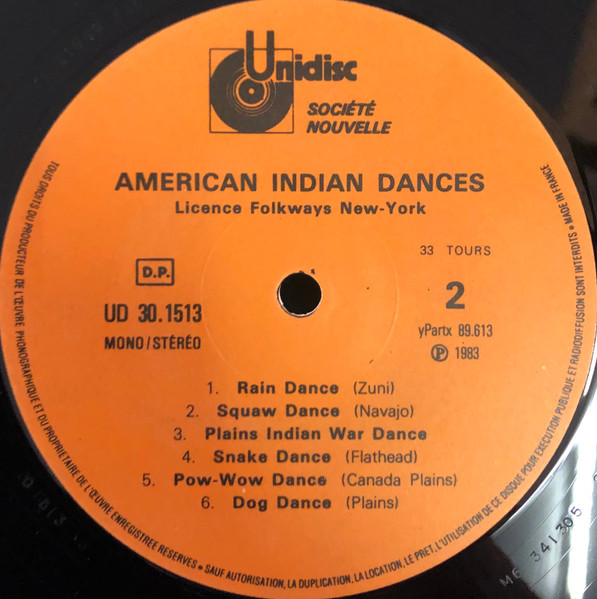 Unidisc
SOCIÉTÉ
NOUVELLE
AMERICAN INDIAN DANCES
Licence Folkways New-York
33 TOURS
D.P.
2
UD 30.1513
yPartx 89.613
MONO/STÉRÉO
Ⓟ 1983
1. Rain Dance (Zuni)
2. Squaw Dance (Navajo)
3. Plains Indian War Dance
4. Snake Dance (Flathead)
5. Pow-Wow Dance (Canada Plains)
6. Dog Dance (Plains)
TOUS DROITS DU PRODUCTEUR DE L'ŒUVRE PHONOGRAPHIQUE ET DU PROPRIETAIRE DE L'ŒUVRE ENREGISTREE RESERVES • SAUF AUTORISATION, LA DUPLICATION, LA LOCATION, LE PRET, L'UTILISATION DE CE DISQUE POUR EXECUTION PUBLIQUE ET RADIODIFFUSION SONT INTERDITS • MADE IN FRANCE
M6 341305